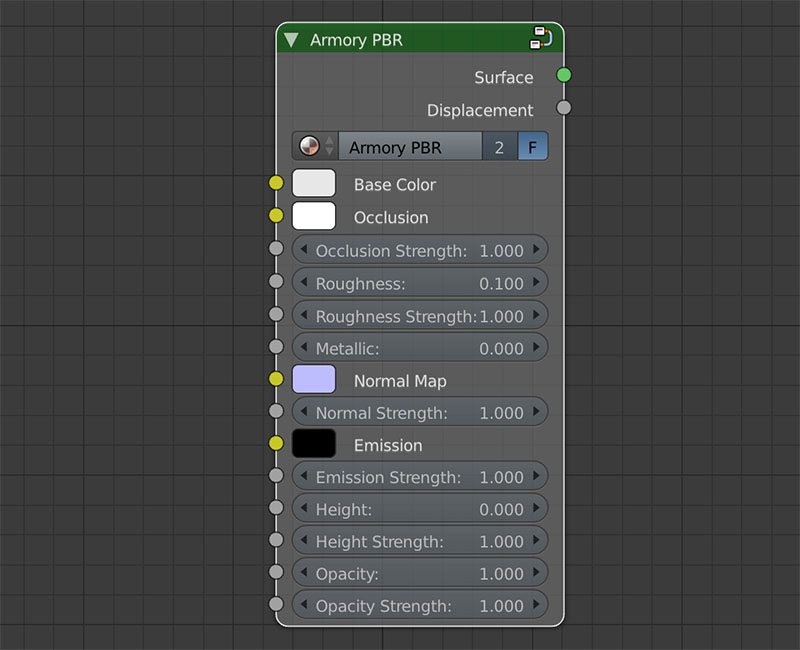 Armory PBR
Surface
Displacement
Armory PBR 2 F
Base Color
Occlusion
Occlusion Strength: 1.000
Roughness: 0.100
Roughness Strength: 1.000
Metallic: 0.000
Normal Map
Normal Strength: 1.000
Emission
Emission Strength: 1.000
Height: 0.000
Height Strength: 1.000
Opacity: 1.000
Opacity Strength: 1.000